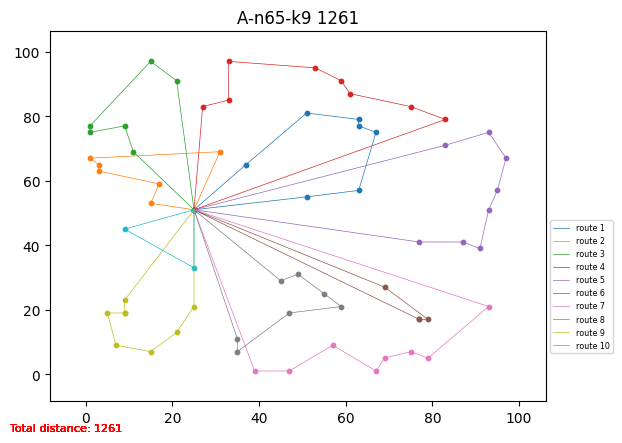 A-n65-k9 1261
100
80
60
40
20
0
0 20 40 60 80 100
route 1
route 2
route 3
route 4
route 5
route 6
route 7
route 8
route 9
route 10
Total distance: 1261